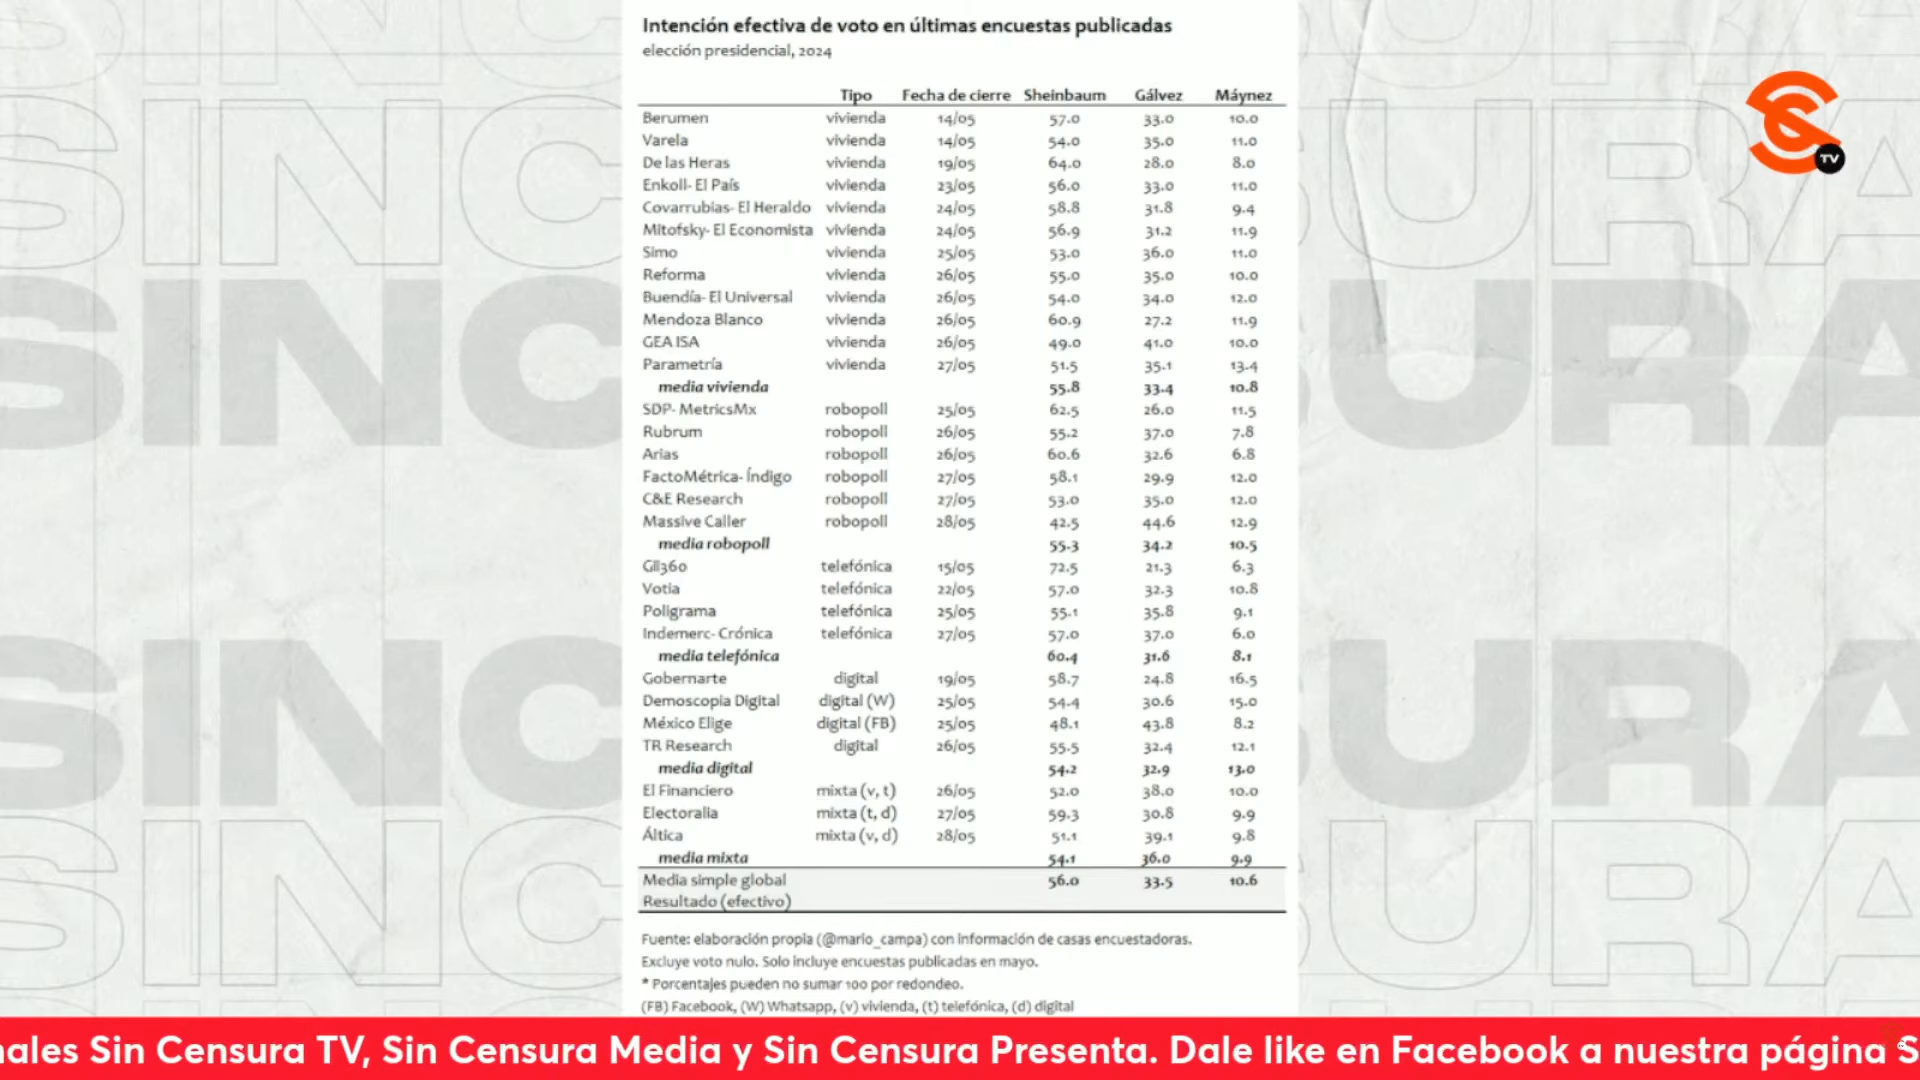 Intención efectiva de voto en últimas encuestas publicadas
elección presidencial, 2024
Tipo Fecha de cierre Sheinbaum Gálvez Máynez
Berumen vivienda 14/05 57.0 33.0 10.0
Varela vivienda 14/05 54.0 35.0 11.0
De las Heras vivienda 19/05 64.0 28.0 8.0
Enkoll- El País vivienda 23/05 56.0 33.0 11.0
Covarrubias- El Heraldo vivienda 24/05 58.8 31.8 9.4
Mitofsky- El Economista vivienda 24/05 56.9 31.2 11.9
Simo vivienda 25/05 53.0 36.0 11.0
Reforma vivienda 26/05 55.0 35.0 10.0
Buendía- El Universal vivienda 26/05 54.0 34.0 12.0
Mendoza Blanco vivienda 26/05 60.9 27.2 11.9
GEA ISA vivienda 26/05 49.0 41.0 10.0
Parametría vivienda 27/05 51.5 35.1 13.4
media vivienda 55.8 33.4 10.8
SDP- MetricsMx robopoll 25/05 62.5 26.0 11.5
Rubrum robopoll 26/05 55.2 37.0 7.8
Arias robopoll 26/05 60.6 32.6 6.8
FactoMétrica- Índigo robopoll 27/05 58.1 29.9 12.0
C&E Research robopoll 27/05 53.0 35.0 12.0
Massive Caller robopoll 28/05 42.5 44.6 12.9
media robopoll 55.3 34.2 10.5
GII360 telefónica 15/05 72.5 21.3 6.3
Votia telefónica 22/05 57.0 32.3 10.8
Poligrama telefónica 25/05 55.1 35.8 9.1
Indemerc- Crónica telefónica 27/05 57.0 37.0 6.0
media telefónica 60.4 31.6 8.1
Gobernarte digital 19/05 58.7 24.8 16.5
Demoscopia Digital digital (W) 25/05 54.4 30.6 15.0
México Elige digital (FB) 25/05 48.1 43.8 8.2
TR Research digital 26/05 55.5 32.4 12.1
media digital 54.2 32.9 13.0
El Financiero mixta (v, t) 26/05 52.0 38.0 10.0
Electoralia mixta (t, d) 27/05 59.3 30.8 9.9
Áltica mixta (v, d) 28/05 51.1 39.1 9.8
media mixta 54.1 36.0 9.9
Media simple global 56.0 33.5 10.6
Resultado (efectivo)
Fuente: elaboración propia (@mario_campa) con información de casas encuestadoras.
Excluye voto nulo. Solo incluye encuestas publicadas en mayo.
* Porcentajes pueden no sumar 100 por redondeo.
(FB) Facebook, (W) Whatsapp, (v) vivienda, (t) telefónica, (d) digital
TV
SINC URA
SINC URA
SINC URA
SINC URA
SINC URA
nales Sin Censura TV, Sin Censura Media y Sin Censura Presenta. Dale like en Facebook a nuestra página S